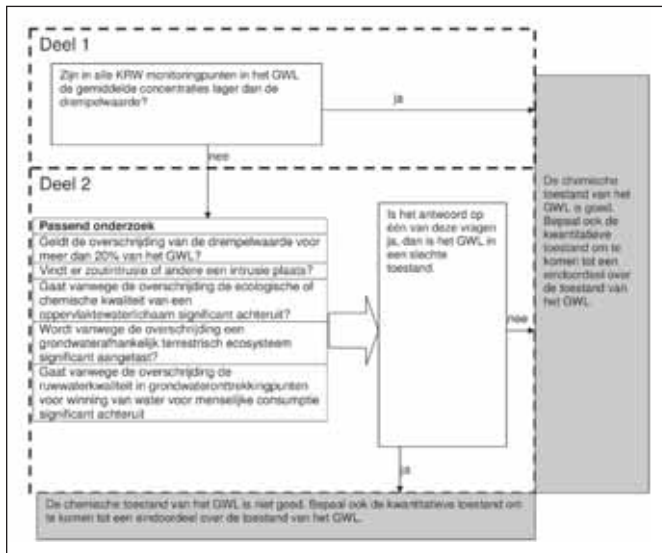 Deel 1
Zijn in alle KRW monitoringpunten in het GWL
de gemiddelde concentraties lager dan de
drempelwaarde?
ja
nee
Deel 2
Passend onderzoek
Geldt de overschrijding van de drempelwaarde voor
meer dan 20% van het GWL?
Vindt er zoutintrusie of andere een intrusie plaats?
Gaat vanwege de overschrijding de ecologische of
chemische kwaliteit van een
oppervlaktewaterlichaam significant achteruit?
Wordt vanwege de overschrijding een
grondwaterafhankelijk terrestrisch ecosysteem
significant aangetast?
Gaat vanwege de overschrijding de
ruwwaterkwaliteit in grondwateronttrekkingpunten
voor winning van water voor menselijke consumptie
significant achteruit
Is het antwoord op
één van deze vragen
ja, dan is het GWL in
een slechte
toestand.
nee
ja
De chemische
toestand van het
GWL is goed.
Bepaal ook de
kwantitatieve
toestand om te
komen tot een
eindoordeel over
de toestand van
het GWL.
De chemische toestand van het GWL is niet goed. Bepaal ook de kwantitatieve toestand om
te komen tot een eindoordeel over de toestand van het GWL.